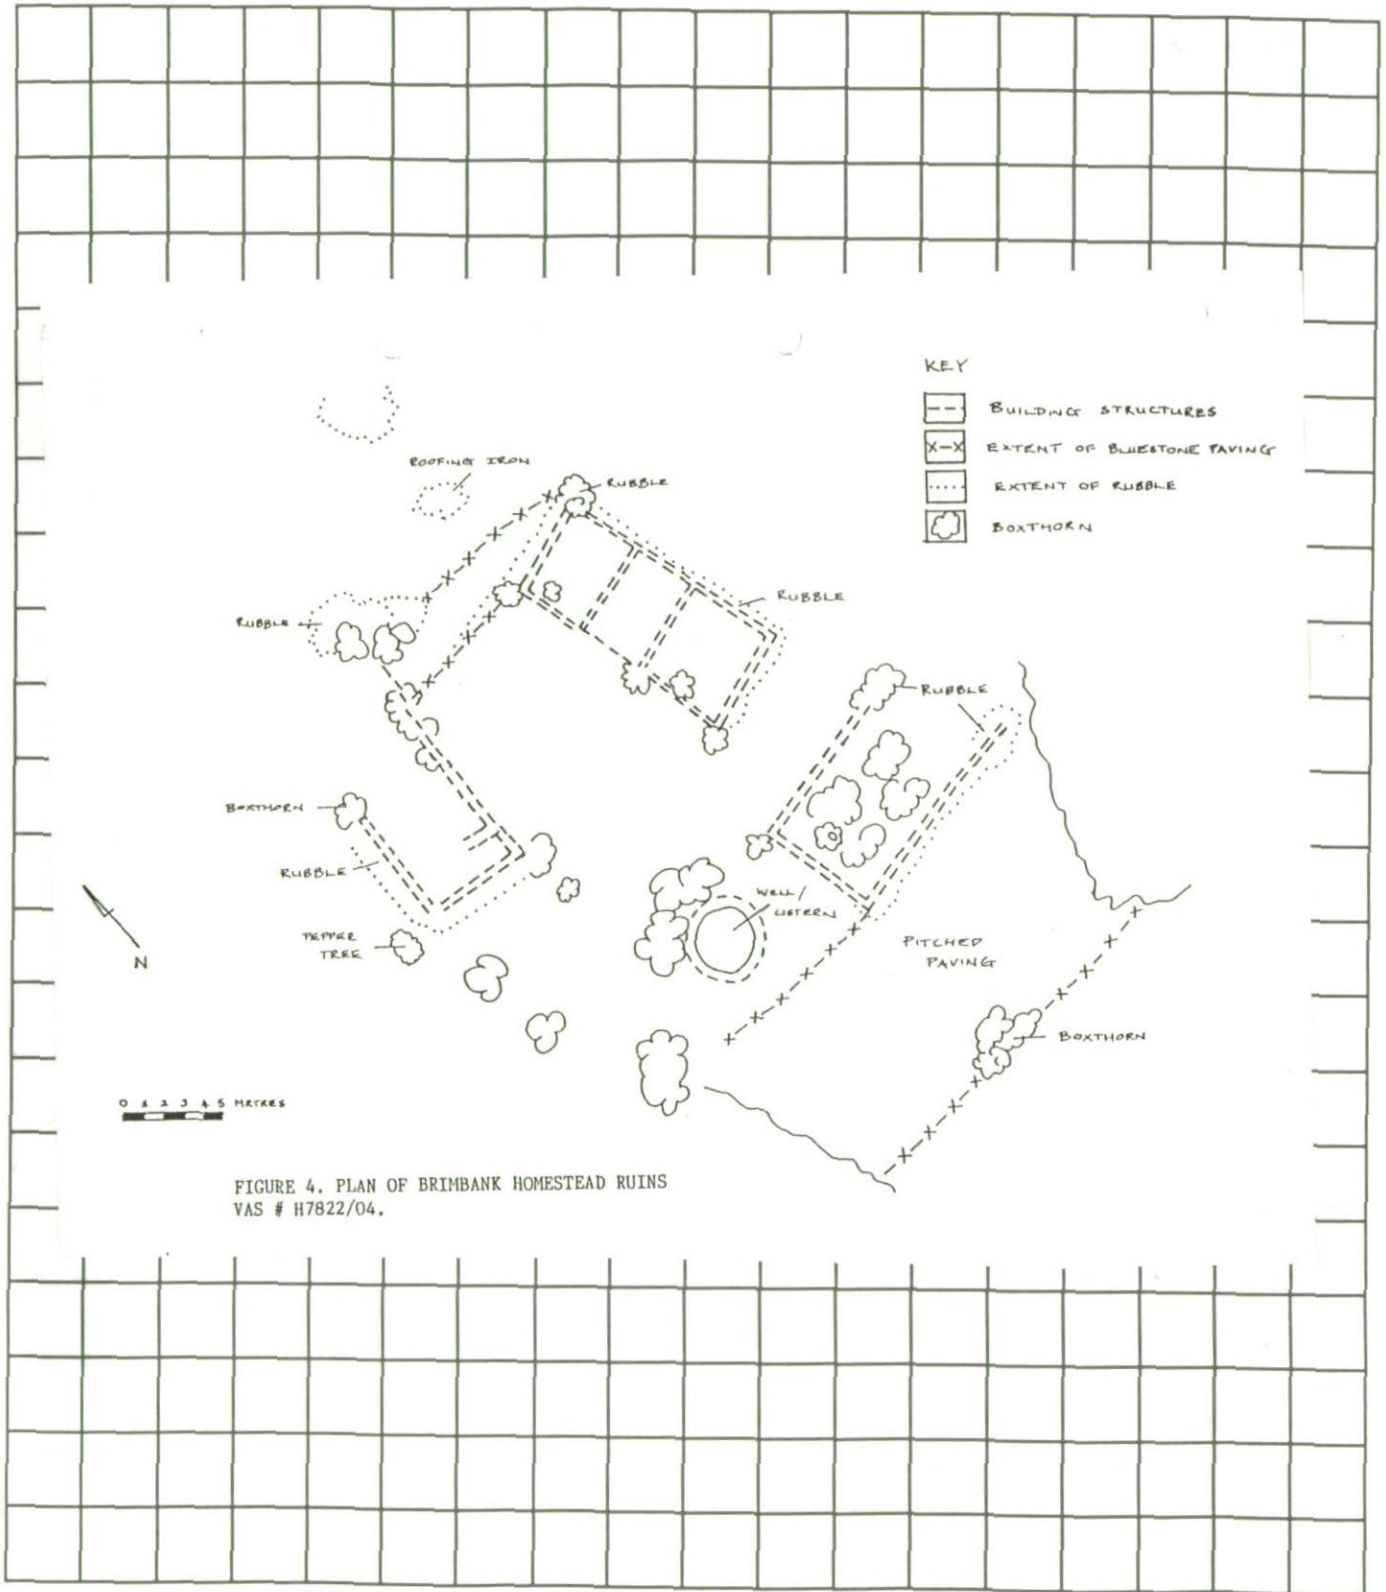 KEY
BUILDING STRUCTURES
X-X EXTENT OF BLUESTONE PAVING
EXTENT OF RUBBLE
BOXTHORN
ROOFING IRON
RUBBLE
RUBBLE
RUBBLE
RUBBLE
BOXTHORN
RUBBLE
WELL/
CISTERN
PEPPER
TREE
PITCHED
PAVING
N
BOXTHORN
0 1 2 3 4 5 METRES
FIGURE 4. PLAN OF BRIMBANK HOMESTEAD RUINS
VAS # H7822/04.